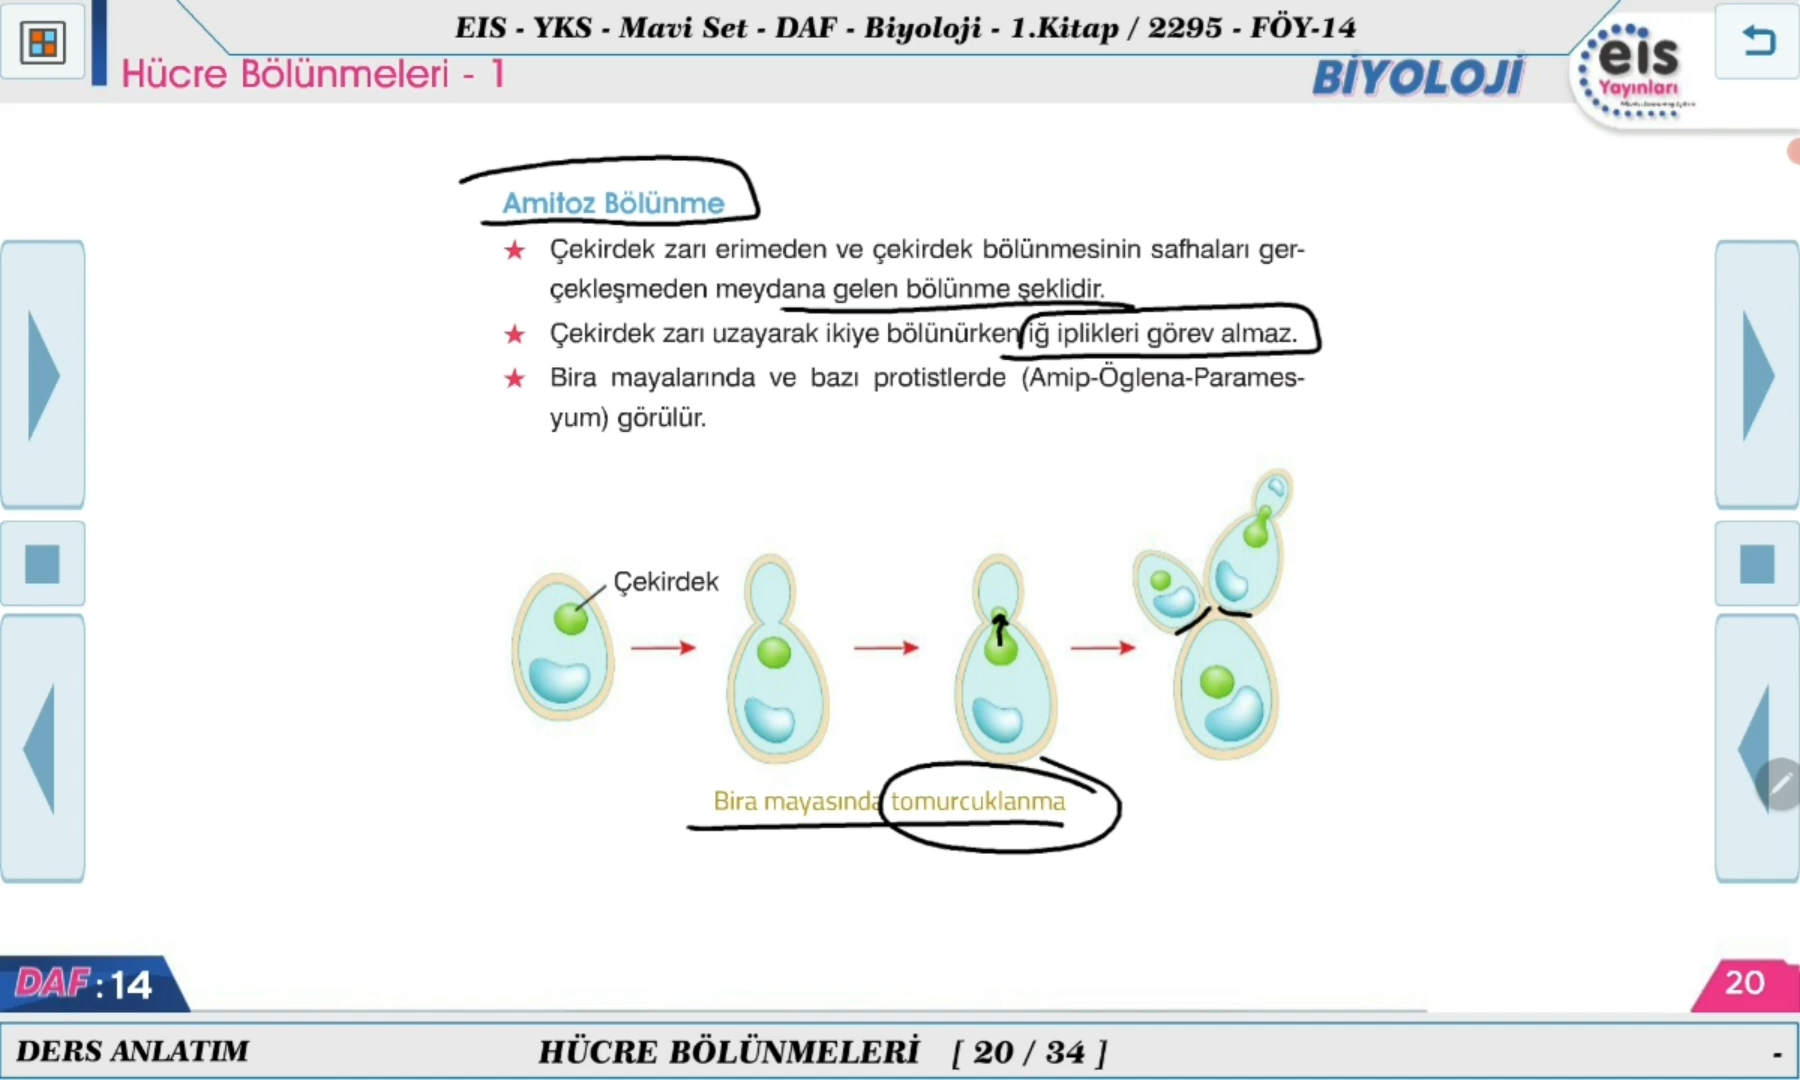 EIS - YKS - Mavi Set - DAF - Biyoloji - 1.Kitap / 2295 - FÖY-14
Hücre Bölünmeleri - 1
BİYOLOJİ
eis
Yayınları
Amitoz Bölünme
★ Çekirdek zarı erimeden ve çekirdek bölünmesinin safhaları ger-
çekleşmeden meydana gelen bölünme şeklidir.
★ Çekirdek zarı uzayarak ikiye bölünürken iğ iplikleri görev almaz.
★ Bira mayalarında ve bazı protistlerde (Amip-Öglena-Parames-
yum) görülür.
Çekirdek
Bira mayasında tomurcuklanma
DAF : 14
20
DERS ANLATIM
HÜCRE BÖLÜNMELERİ [ 20 / 34 ]
-